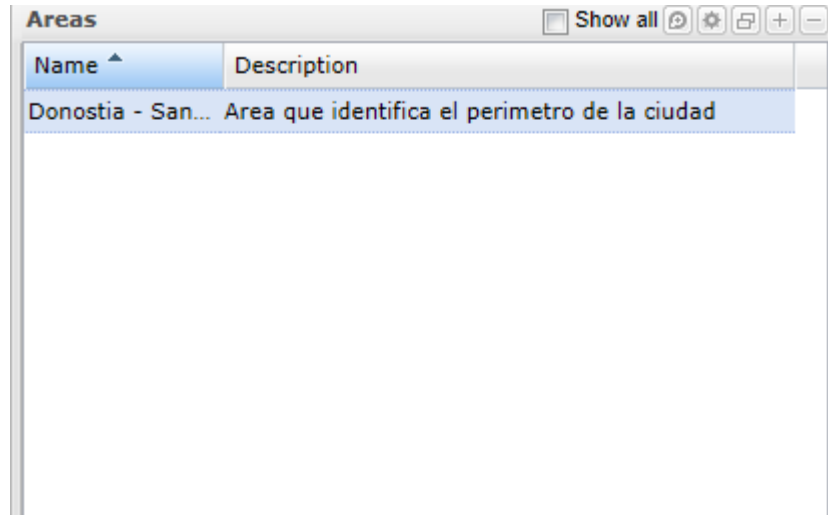 Areas Show all
Name Description
Donostia - San... Area que identifica el perimetro de la ciudad